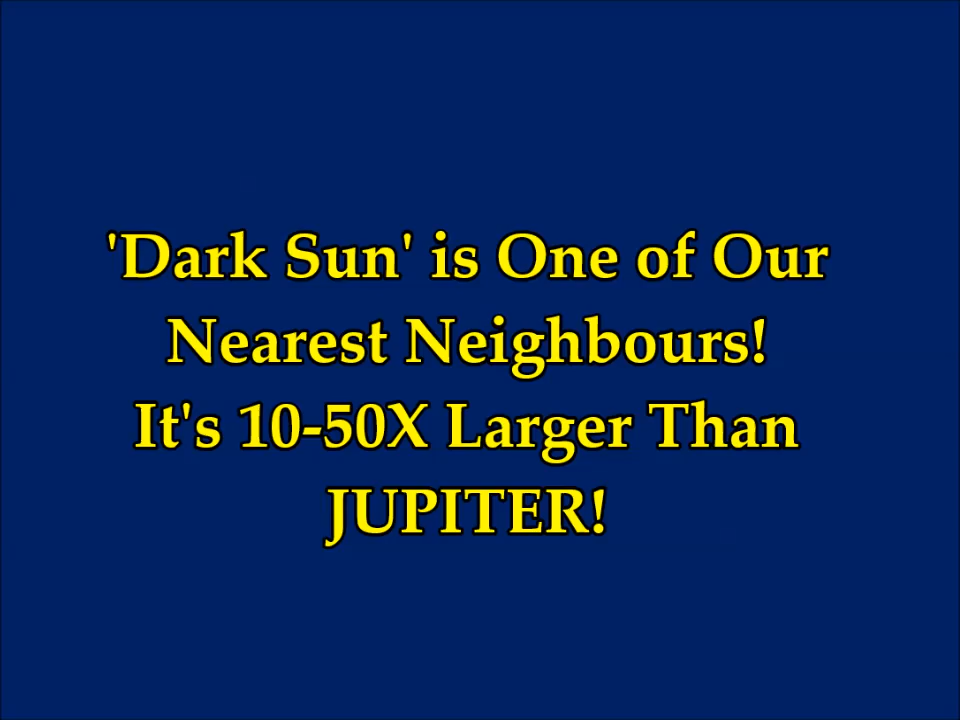 'Dark Sun' is One of Our
Nearest Neighbours!
It's 10-50X Larger Than
JUPITER!